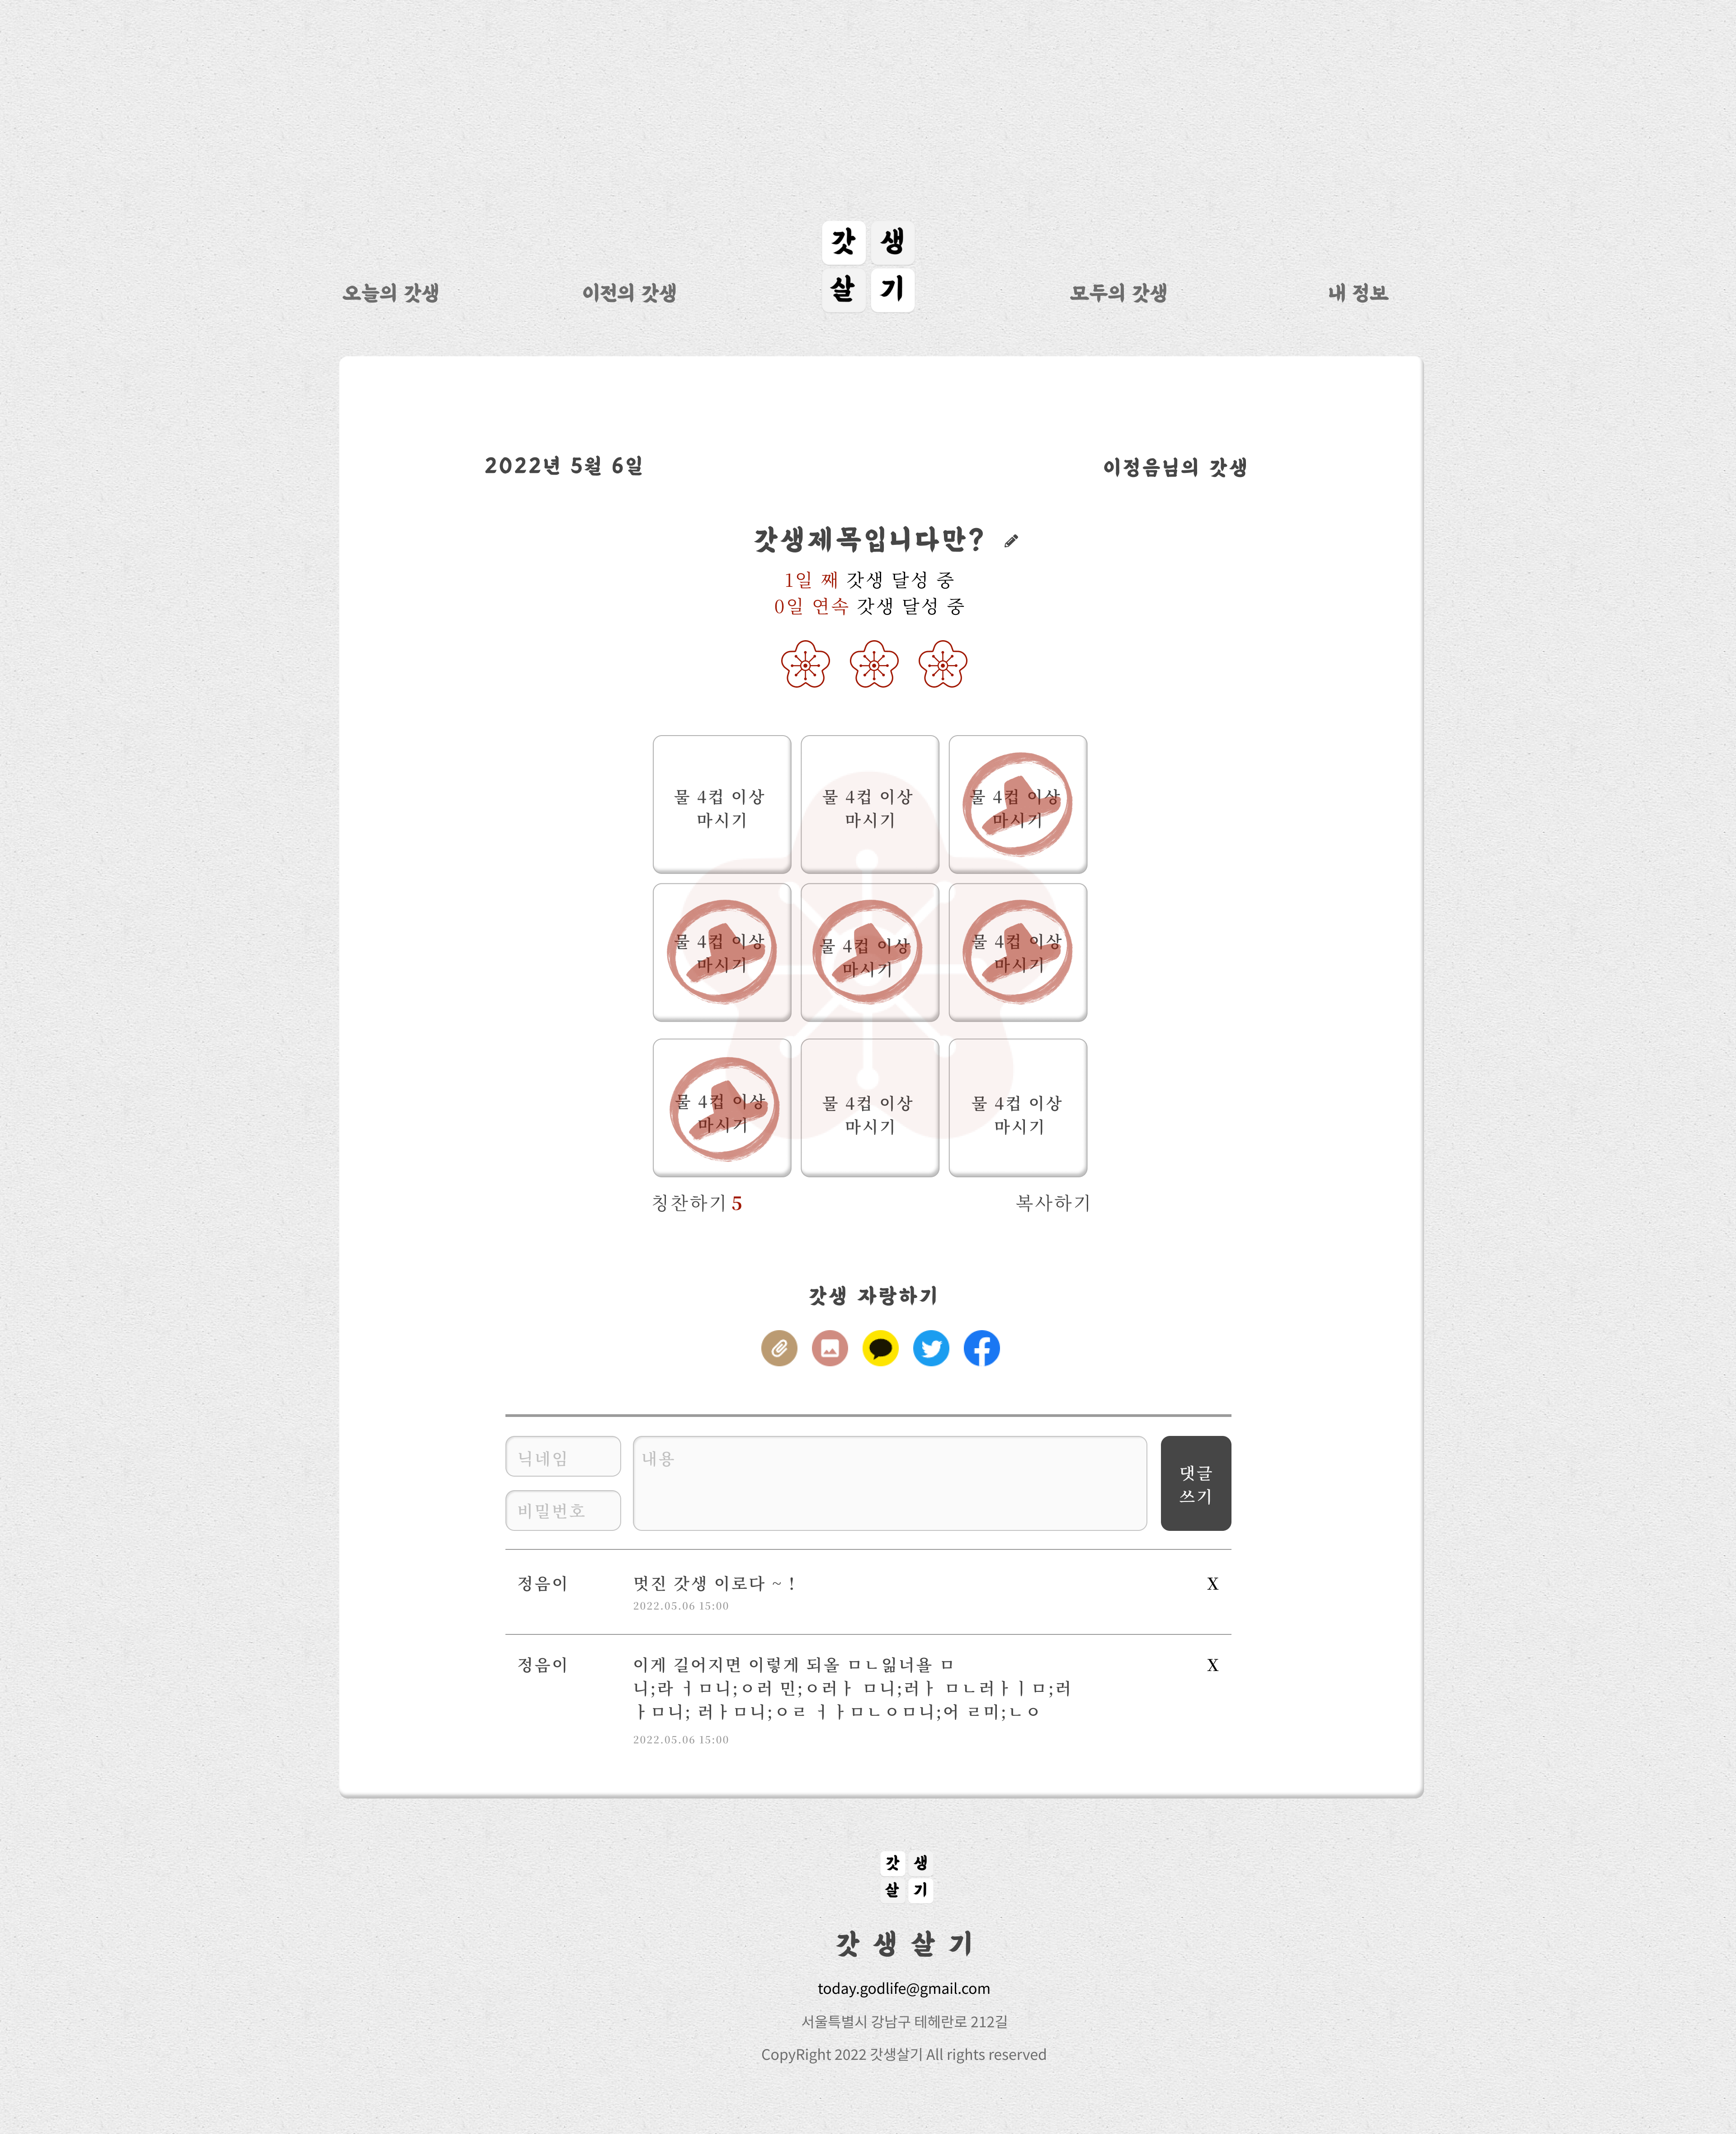 갓 생
살 기
오늘의 갓생
이전의 갓생
모두의 갓생
내 정보
2022년 5월 6일
이정음님의 갓생
갓생제목입니다만?
1일 째 갓생 달성 중
0일 연속 갓생 달성 중
물 4컵 이상
마시기
물 4컵 이상
마시기
물 4컵 이상
마시기
물 4컵 이상
마시기
물 4컵 이상
마시기
물 4컵 이상
마시기
물 4컵 이상
마시기
물 4컵 이상
마시기
물 4컵 이상
마시기
칭찬하기 5
복사하기
갓생 자랑하기
닉네임
비밀번호
내용
댓글
쓰기
정음이
멋진 갓생 이로다 ~ !
X
2022.05.06 15:00
정음이
이게 길어지면 이렇게 되올 ㅁㄴ읾너욜 ㅁ
X
니;라 ㅓㅁ니;ㅇ러 민;ㅇ러ㅏ ㅁ니;러ㅏ ㅁㄴ러ㅏㅣㅁ;러
ㅏㅁ니; 러ㅏㅁ니;ㅇㄹ ㅓㅏㅁㄴㅇㅁ니;어 ㄹ미;ㄴㅇ
2022.05.06 15:00
갓 생
살 기
갓 생 살 기
today.godlife@gmail.com
서울특별시 강남구 테헤란로 212길
CopyRight 2022 갓생살기 All rights reserved